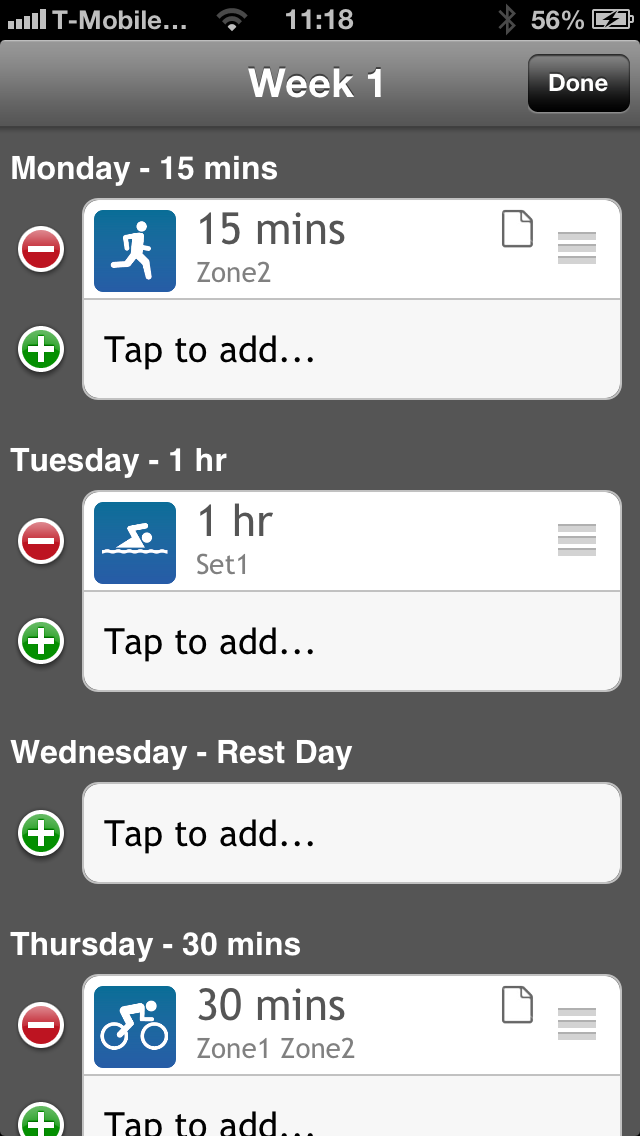 T-Mobile... 11:18 56%
Week 1 Done
Monday - 15 mins
15 mins
Zone2
Tap to add...
Tuesday - 1 hr
1 hr
Set1
Tap to add...
Wednesday - Rest Day
Tap to add...
Thursday - 30 mins
30 mins
Zone1 Zone2
Tap to add...